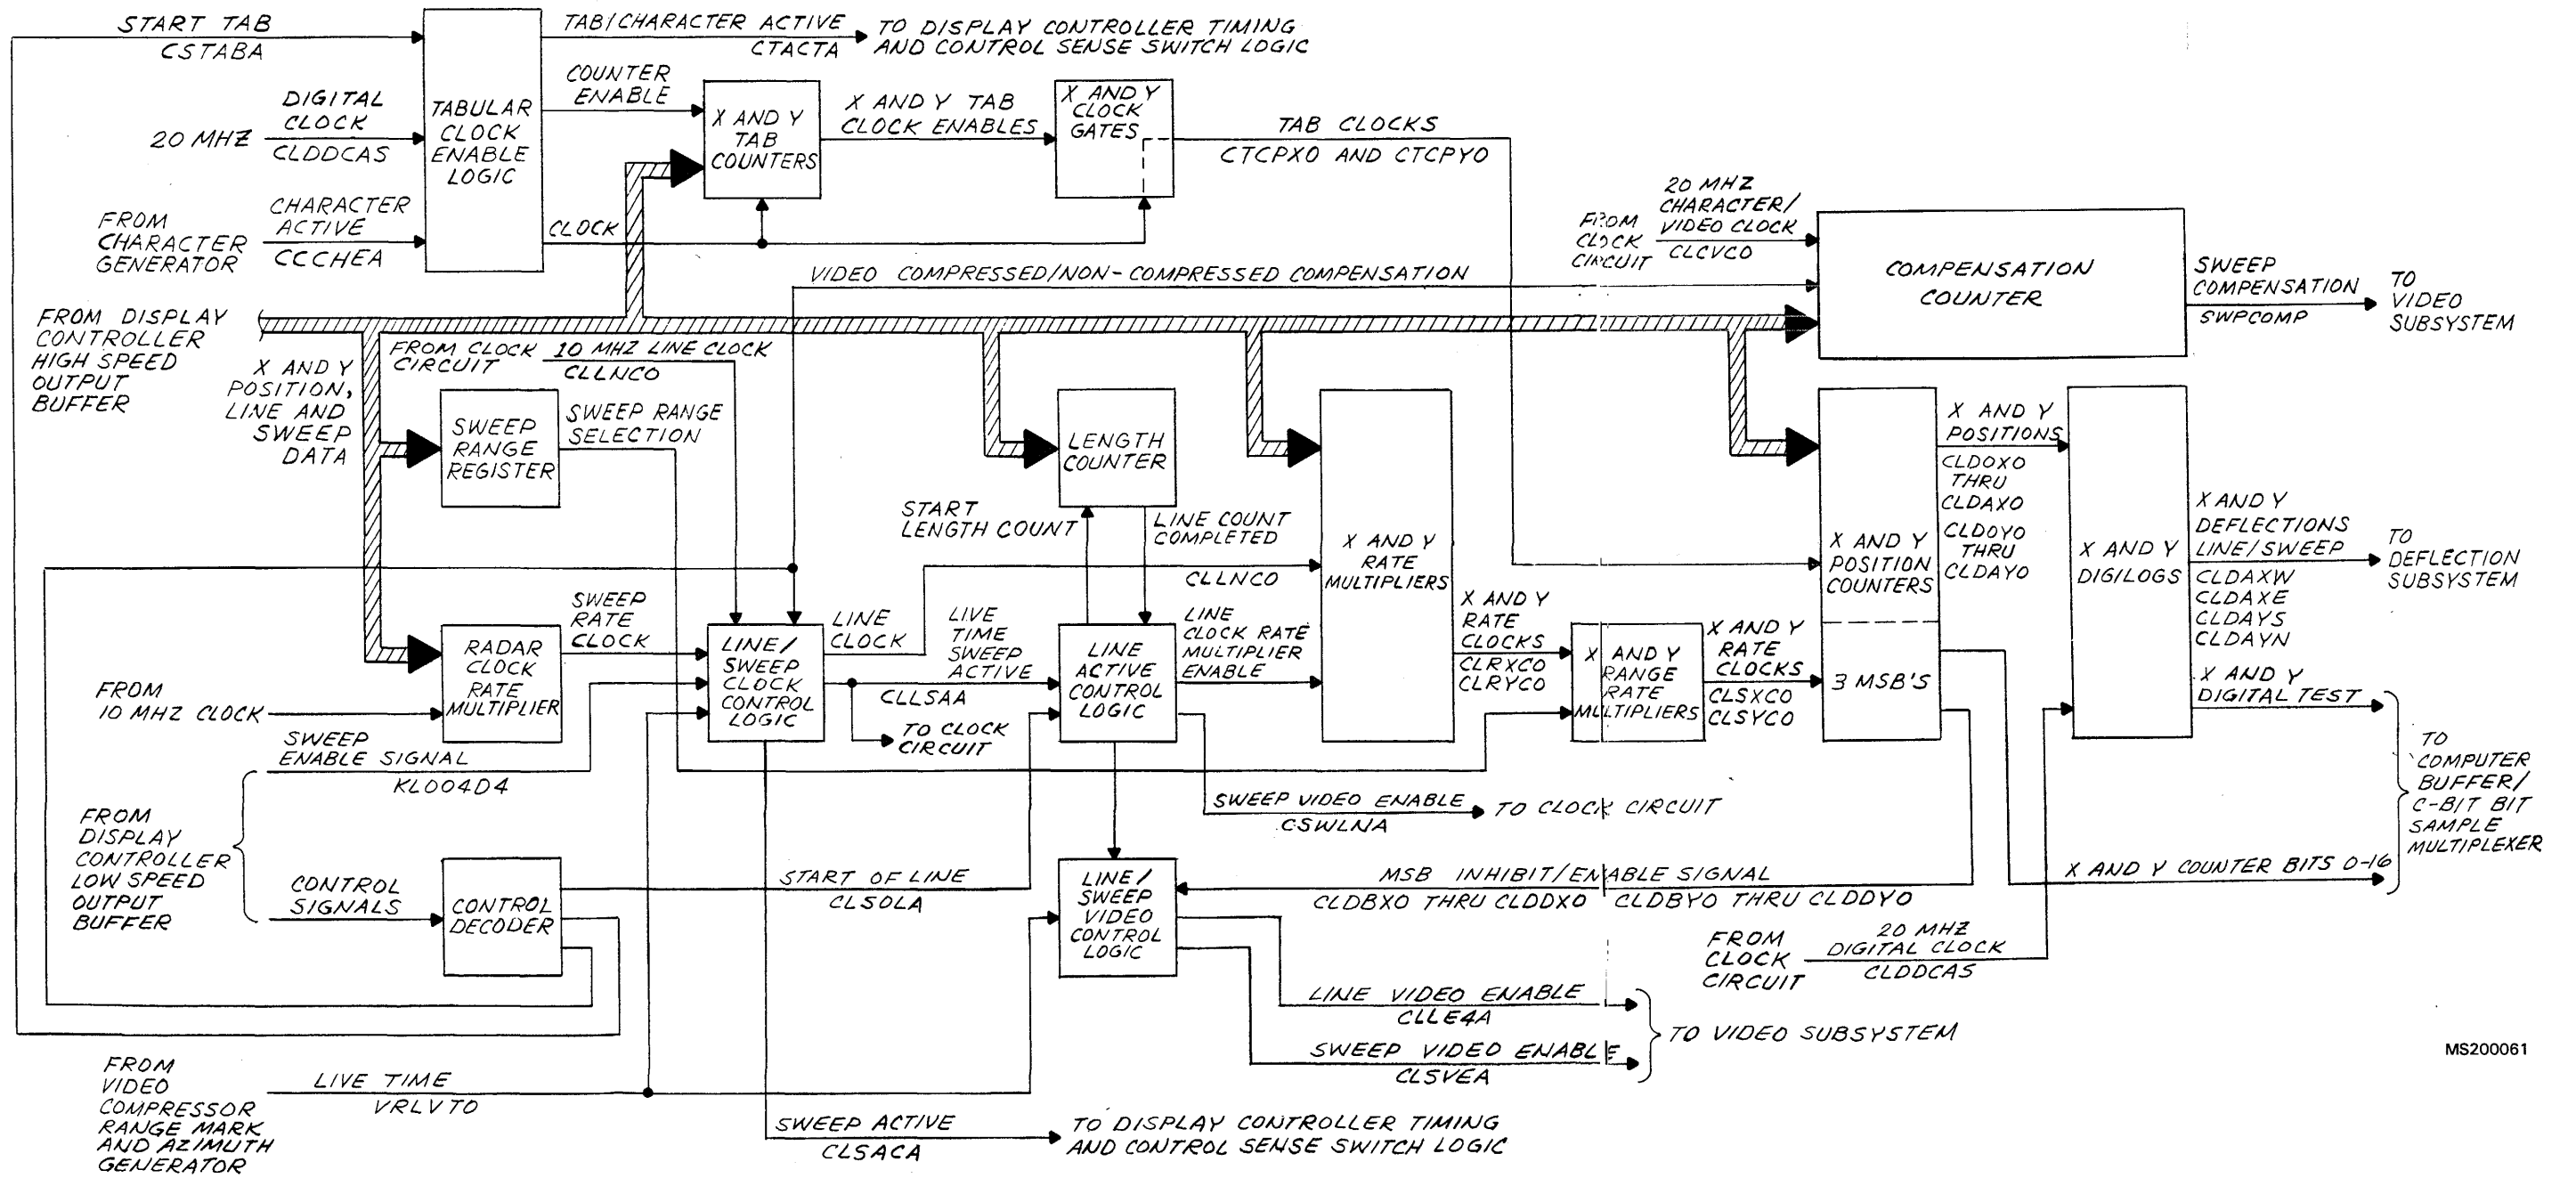 START TAB
CSTABA
DIGITAL
CLOCK
20 MHZ
CLDDCAS
FROM
CHARACTER
GENERATOR
CHARACTER
ACTIVE
CCCHEA
TABULAR
CLOCK
ENABLE
LOGIC
TAB/CHARACTER ACTIVE
CTACTA
TO DISPLAY CONTROLLER TIMING
AND CONTROL SENSE SWITCH LOGIC
COUNTER
ENABLE
CLOCK
X AND Y
TAB
COUNTERS
X AND Y TAB
CLOCK ENABLES
X AND Y
CLOCK
GATES
TAB CLOCKS
CTCPXO AND CTCPYO
FROM
CLOCK
CIRCUIT
20 MHZ
CHARACTER/
VIDEO CLOCK
CLCVCO
VIDEO COMPRESSED/NON-COMPRESSED COMPENSATION
COMPENSATION
COUNTER
SWEEP
COMPENSATION
SWPCOMP
TO
VIDEO
SUBSYSTEM
FROM DISPLAY
CONTROLLER
HIGH SPEED
OUTPUT
BUFFER
X AND Y
POSITION,
LINE AND
SWEEP
DATA
FROM CLOCK
CIRCUIT
10 MHZ LINE CLOCK
CLLNCO
SWEEP
RANGE
REGISTER
SWEEP RANGE
SELECTION
LENGTH
COUNTER
START
LENGTH COUNT
LINE COUNT
COMPLETED
CLLNCO
X AND Y
RATE
MULTIPLIERS
X AND Y
POSITION
COUNTERS
3 MSB'S
X AND Y
POSITIONS
CLDOXO
THRU
CLDAXO
CLDOYO
THRU
CLDAYO
X AND Y
DIGILOGS
X AND Y
DEFLECTIONS
LINE/SWEEP
CLDAXW
CLDAXE
CLDAYS
CLDAYN
TO
DEFLECTION
SUBSYSTEM
X AND Y
DIGITAL TEST
FROM
10 MHZ CLOCK
RADAR
CLOCK
RATE
MULTIPLIER
SWEEP
RATE
CLOCK
LINE/
SWEEP
CLOCK
CONTROL
LOGIC
LINE
CLOCK
LIVE
TIME
SWEEP
ACTIVE
CLLSAA
TO CLOCK
CIRCUIT
LINE
ACTIVE
CONTROL
LOGIC
LINE
CLOCK RATE
MULTIPLIER
ENABLE
X AND Y
RATE
CLOCKS
CLRXCO
CLRYCO
X AND Y
RANGE
RATE
MULTIPLIERS
X AND Y
RATE
CLOCKS
CLSXCO
CLSYCO
SWEEP
ENABLE SIGNAL
KL004D4
FROM
DISPLAY
CONTROLLER
LOW SPEED
OUTPUT
BUFFER
CONTROL
SIGNALS
CONTROL
DECODER
START OF LINE
CLSOLA
SWEEP VIDEO ENABLE
CSWLNA
TO CLOCK CIRCUIT
LINE/
SWEEP
VIDEO
CONTROL
LOGIC
MSB INHIBIT/ENABLE SIGNAL
CLDBXO THRU CLDDXO CLDBYO THRU CLDDYO
X AND Y COUNTER BITS 0-16
TO
COMPUTER
BUFFER/
C-BIT BIT
SAMPLE
MULTIPLEXER
FROM
CLOCK
CIRCUIT
20 MHZ
DIGITAL CLOCK
CLDDCAS
LINE VIDEO ENABLE
CLLE4A
SWEEP VIDEO ENABLE
CLSVEA
TO VIDEO SUBSYSTEM
MS200061
FROM
VIDEO
COMPRESSOR
RANGE MARK
AND AZIMUTH
GENERATOR
LIVE TIME
VRLVTO
SWEEP ACTIVE
CLSACA
TO DISPLAY CONTROLLER TIMING
AND CONTROL SENSE SWITCH LOGIC